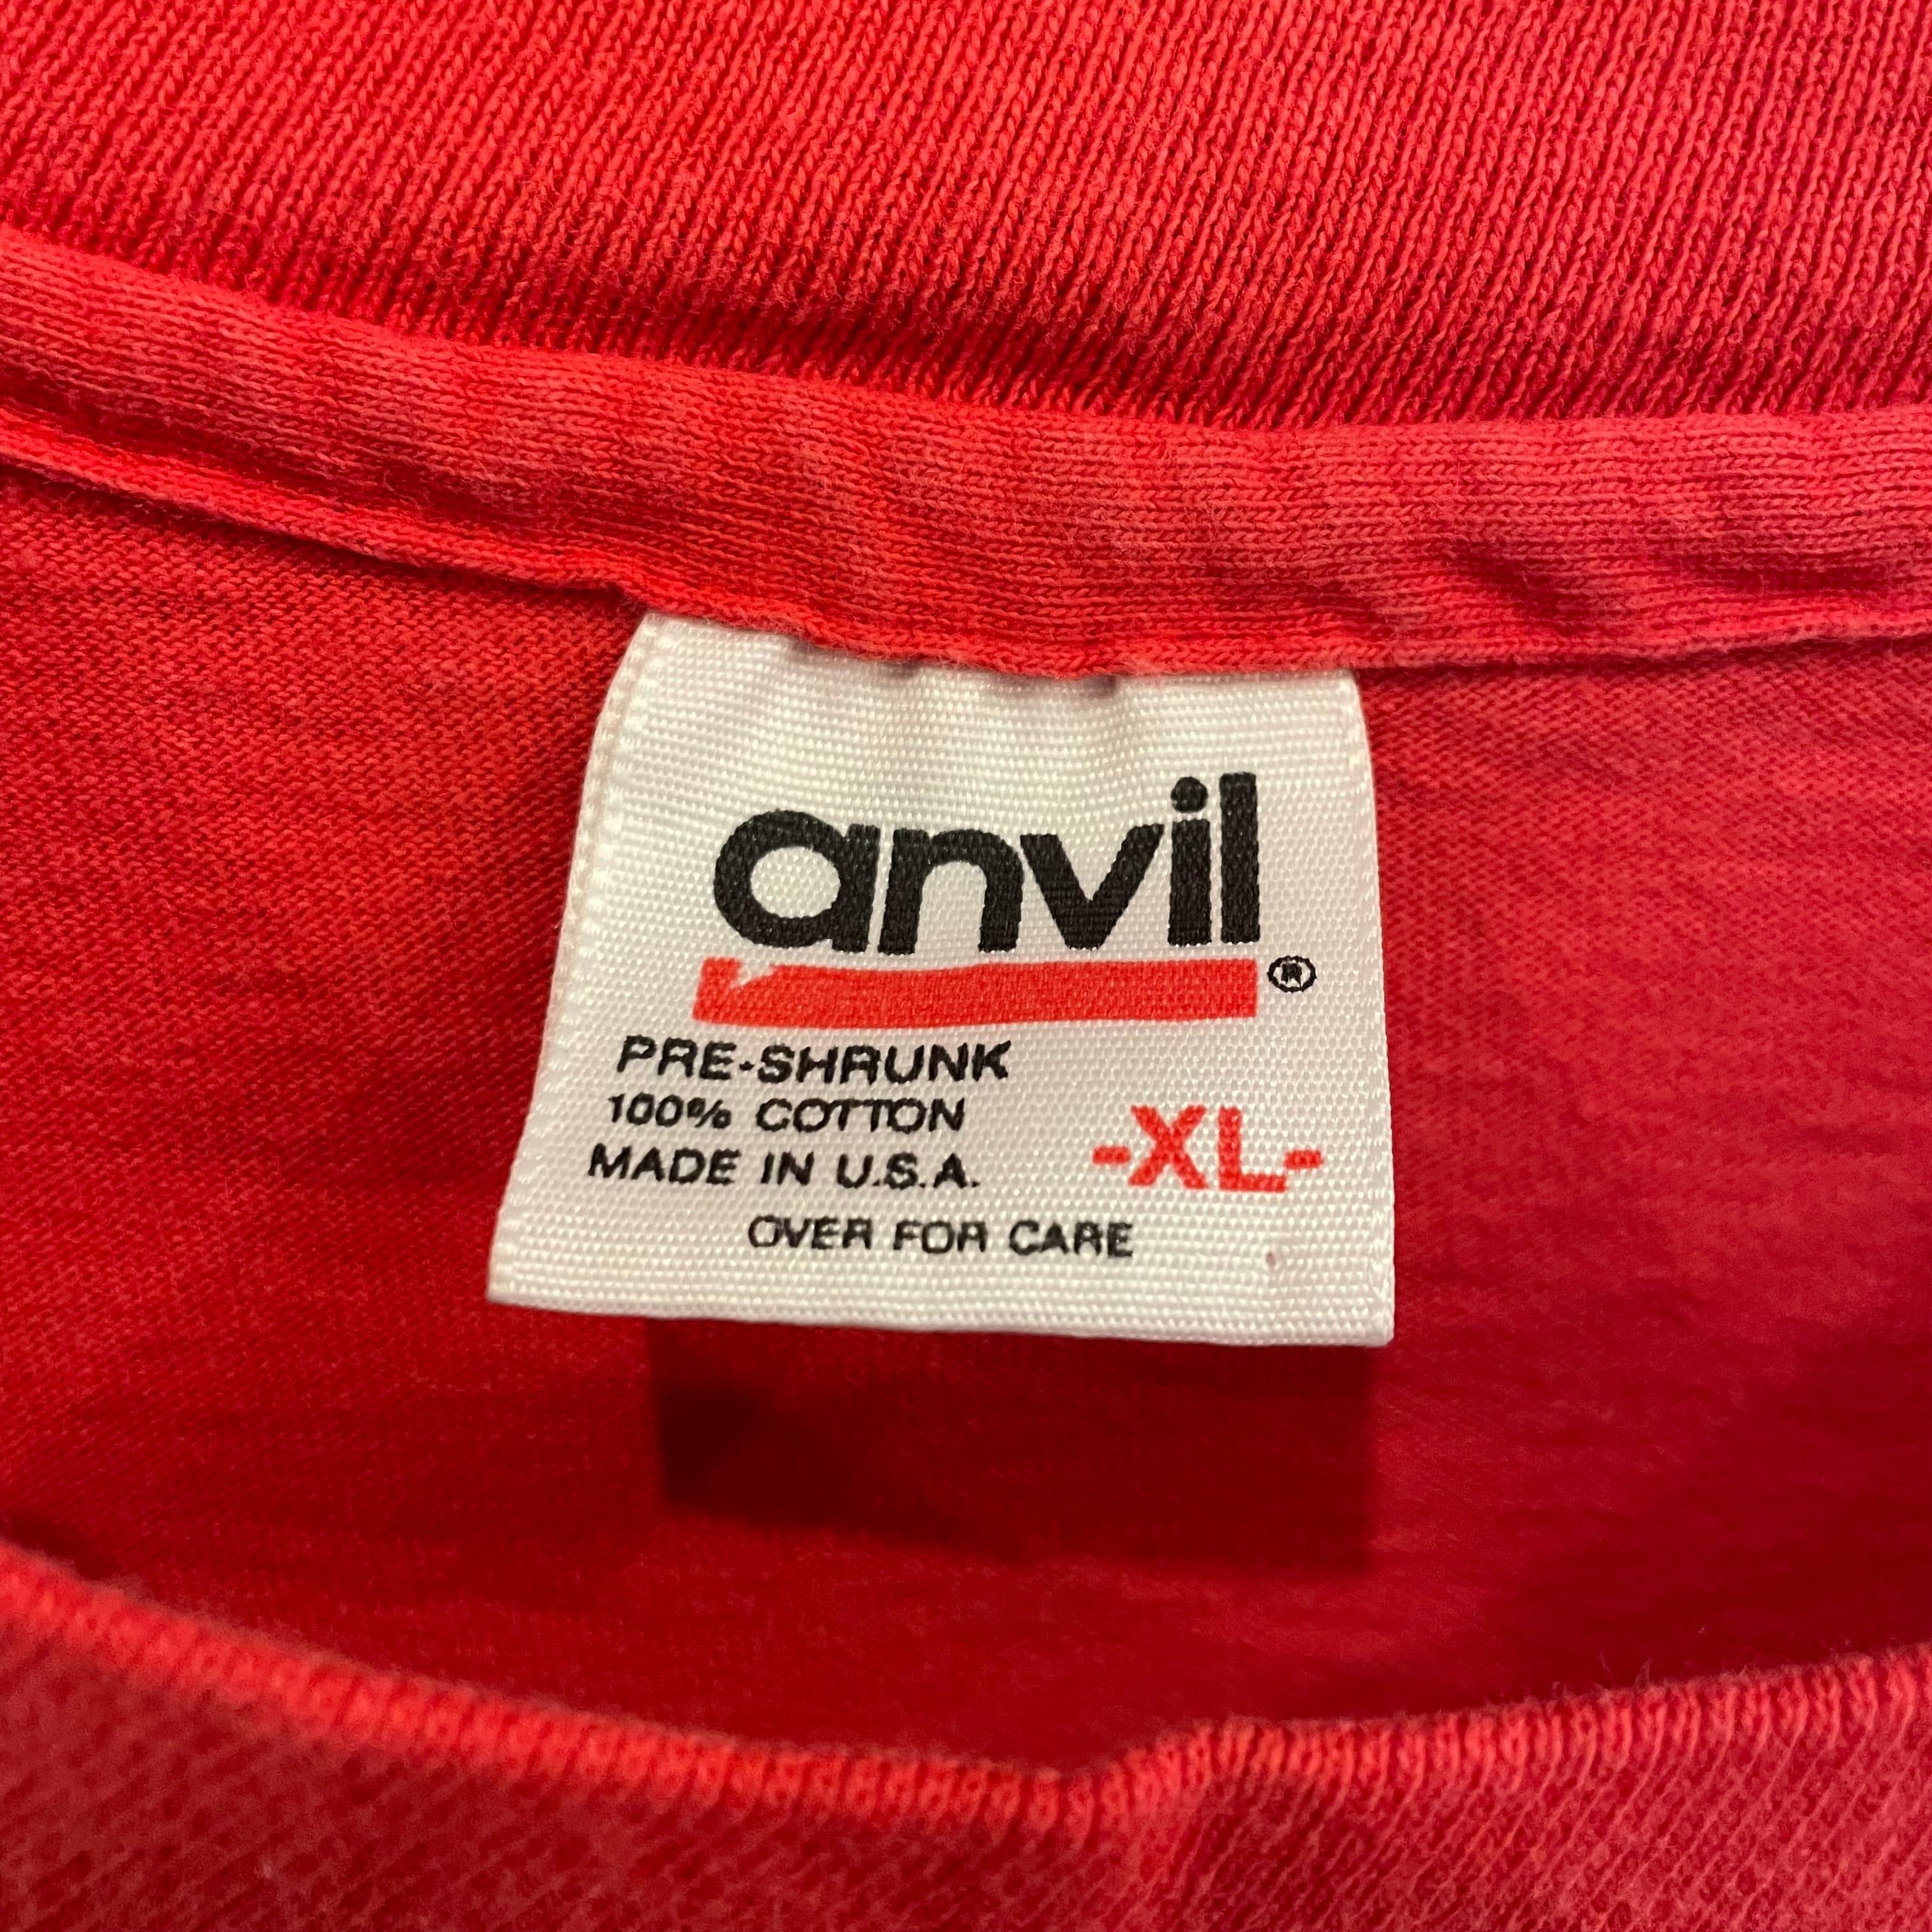 anvil®
PRE-SHRUNK
100% COTTON
MADE IN U.S.A.
-XL-
OVER FOR CARE